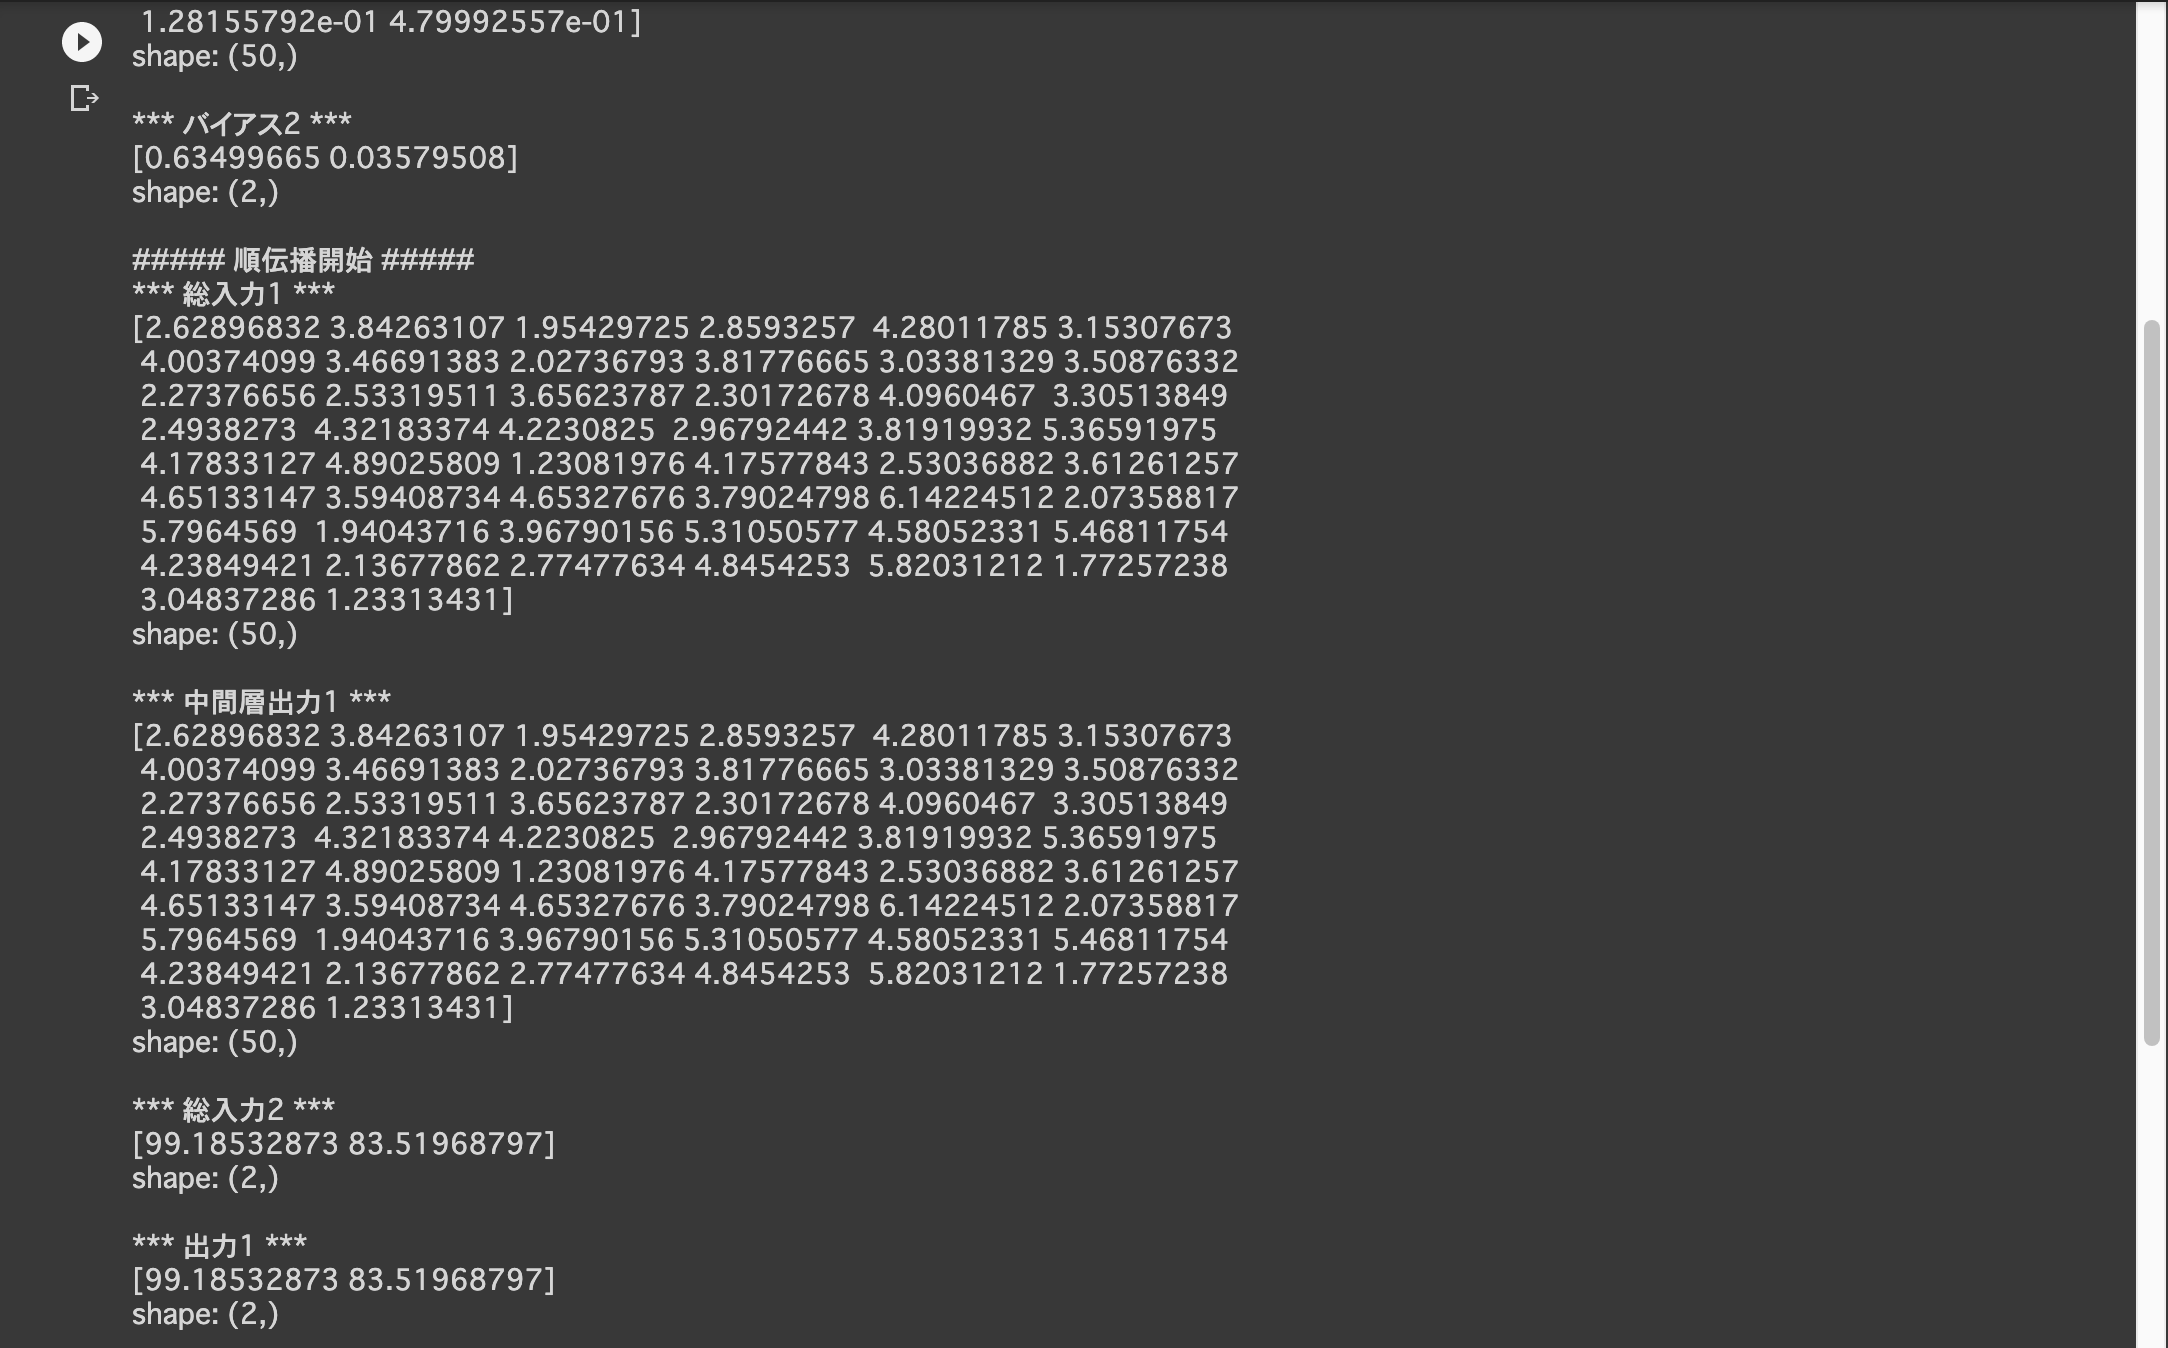 1.28155792e-01 4.79992557e-01]
shape: (50,)
*** バイアス2 ***
[0.63499665 0.03579508]
shape: (2,)
##### 順伝播開始 #####
*** 総入力1 ***
[2.62896832 3.84263107 1.95429725 2.8593257  4.28011785 3.15307673
4.00374099 3.46691383 2.02736793 3.81776665 3.03381329 3.50876332
2.27376656 2.53319511 3.65623787 2.30172678 4.0960467  3.30513849
2.4938273  4.32183374 4.2230825  2.96792442 3.81919932 5.36591975
4.17833127 4.89025809 1.23081976 4.17577843 2.53036882 3.61261257
4.65133147 3.59408734 4.65327676 3.79024798 6.14224512 2.07358817
5.7964569  1.94043716 3.96790156 5.31050577 4.58052331 5.46811754
4.23849421 2.13677862 2.77477634 4.8454253  5.82031212 1.77257238
3.04837286 1.23313431]
shape: (50,)
*** 中間層出力1 ***
[2.62896832 3.84263107 1.95429725 2.8593257  4.28011785 3.15307673
4.00374099 3.46691383 2.02736793 3.81776665 3.03381329 3.50876332
2.27376656 2.53319511 3.65623787 2.30172678 4.0960467  3.30513849
2.4938273  4.32183374 4.2230825  2.96792442 3.81919932 5.36591975
4.17833127 4.89025809 1.23081976 4.17577843 2.53036882 3.61261257
4.65133147 3.59408734 4.65327676 3.79024798 6.14224512 2.07358817
5.7964569  1.94043716 3.96790156 5.31050577 4.58052331 5.46811754
4.23849421 2.13677862 2.77477634 4.8454253  5.82031212 1.77257238
3.04837286 1.23313431]
shape: (50,)
*** 総入力2 ***
[99.18532873 83.51968797]
shape: (2,)
*** 出力1 ***
[99.18532873 83.51968797]
shape: (2,)